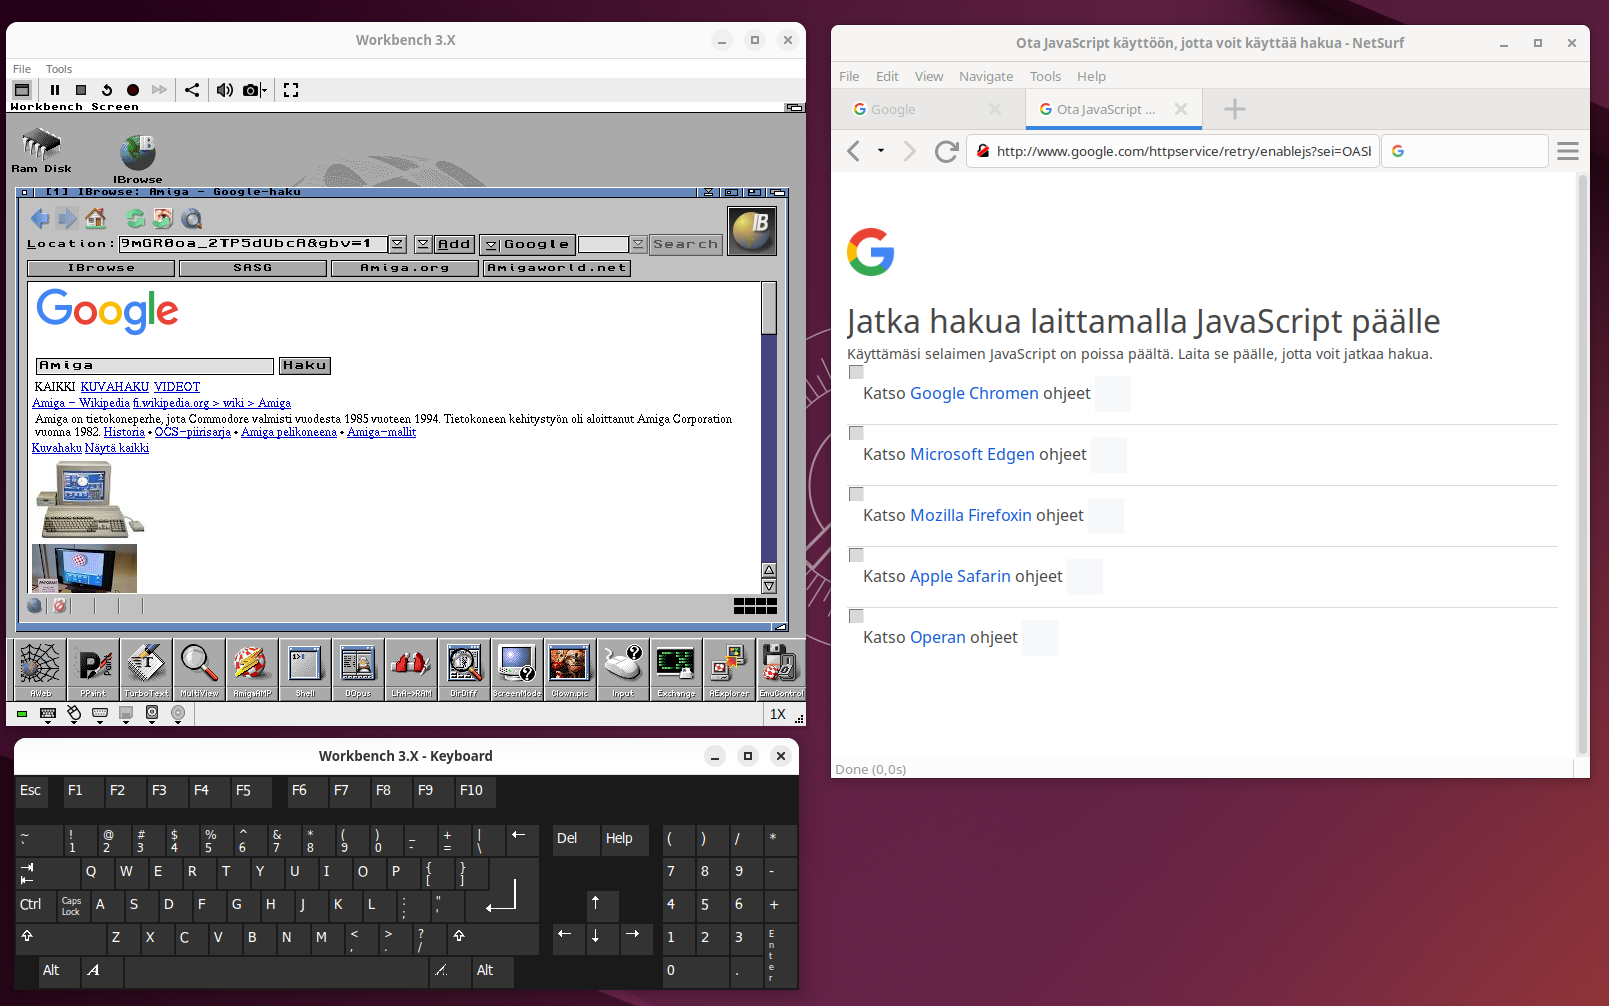 Workbench 3.X
File Tools
Workbench Screen
Ram Disk
IBrowse
[1] IBrowse: Amiga - Google-haku
Location: 9mGR0oa_2TP5dUbcA&gbv=1 Add Google Search
IB
IBrowse SASG Amiga.org Amigaworld.net
Google
Amiga Haku
KAIKKI KUVAHAKU VIDEOT
Amiga - Wikipedia fi.wikipedia.org > wiki > Amiga
Amiga on tietokoneperhe, jota Commodore valmisti vuodesta 1985 vuoteen 1994. Tietokoneen kehitystyön oli aloittanut Amiga Corporation
vuonna 1982. Historia • OCS-piirisarja • Amiga pelikoneena • Amiga-mallit
Kuvahaku Näytä kaikki
AWeb PPaint TurboText MultiView AmigaAMP Shell DOpus LhA->RAM DirDiff ScreenMode Clown.pic Input Exchange AExplorer EmuControl
1X
Workbench 3.X - Keyboard
Esc F1 F2 F3 F4 F5 F6 F7 F8 F9 F10
~ ! @ # $ % ^ & * ( ) _ + | ← Del Help ( ) / *
` 1 2 3 4 5 6 7 8 9 0 - = \
Q W E R T Y U I O P { } 7 8 9 -
[ ]
Ctrl Caps Lock A S D F G H J K L : " ↑ 4 5 6 +
; '
Z X C V B N M < > ? ← ↓ → 1 2 3 Enter
, . /
Alt A Alt 0 .
Ota JavaScript käyttöön, jotta voit käyttää hakua - NetSurf
File Edit View Navigate Tools Help
Google Ota JavaScript ...
http://www.google.com/httpservice/retry/enablejs?sei=OASl
Jatka hakua laittamalla JavaScript päälle
Käyttämäsi selaimen JavaScript on poissa päältä. Laita se päälle, jotta voit jatkaa hakua.
Katso Google Chromen ohjeet
Katso Microsoft Edgen ohjeet
Katso Mozilla Firefoxin ohjeet
Katso Apple Safarin ohjeet
Katso Operan ohjeet
Done (0,0s)